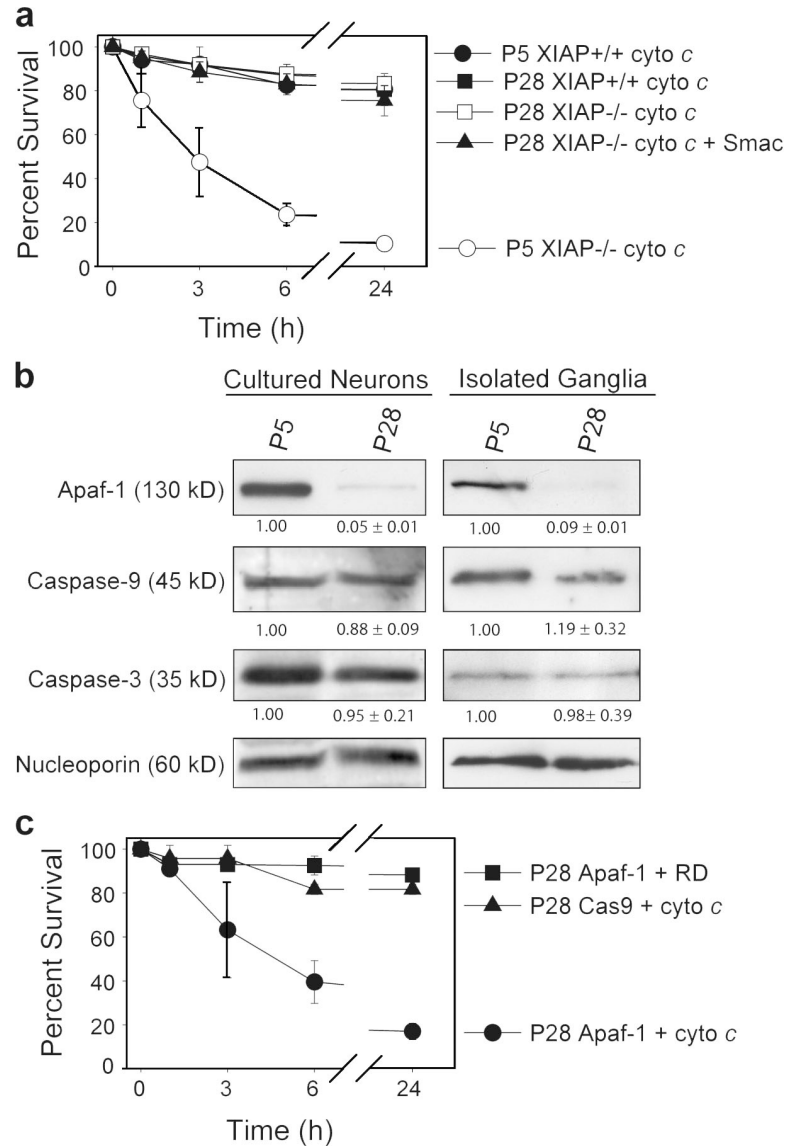 a
100
80
60
40
20
0
Percent Survival
0 3 6 24
Time (h)
P5 XIAP+/+ cyto c
P28 XIAP+/+ cyto c
P28 XIAP-/- cyto c
P28 XIAP-/- cyto c + Smac
P5 XIAP-/- cyto c
b
Cultured Neurons Isolated Ganglia
P5 P28 P5 P28
Apaf-1 (130 kD)
1.00 0.05 ± 0.01 1.00 0.09 ± 0.01
Caspase-9 (45 kD)
1.00 0.88 ± 0.09 1.00 1.19 ± 0.32
Caspase-3 (35 kD)
1.00 0.95 ± 0.21 1.00 0.98± 0.39
Nucleoporin (60 kD)
c
100
80
60
40
20
0
Percent Survival
0 3 6 24
Time (h)
P28 Apaf-1 + RD
P28 Cas9 + cyto c
P28 Apaf-1 + cyto c